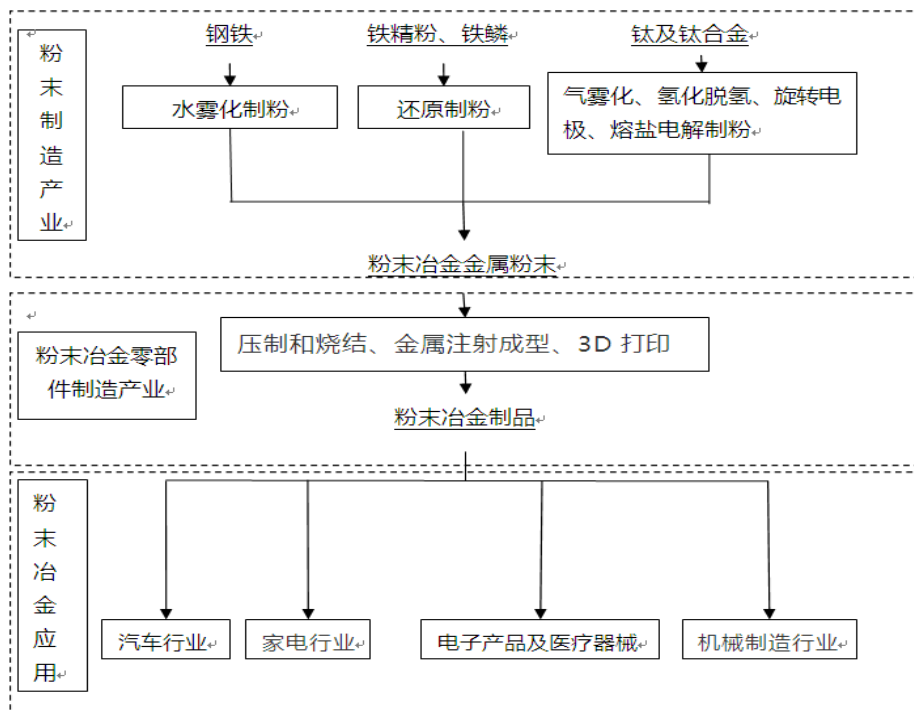 粉
末
制
造
产
业
钢铁
铁精粉、铁鳞
钛及钛合金
水雾化制粉
还原制粉
气雾化、氢化脱氢、旋转电
极、熔盐电解制粉
粉末冶金金属粉末
粉末冶金零部
件制造产业
压制和烧结、金属注射成型、3D 打印
粉末冶金制品
粉
末
冶
金
应
用
汽车行业
家电行业
电子产品及医疗器械
机械制造行业